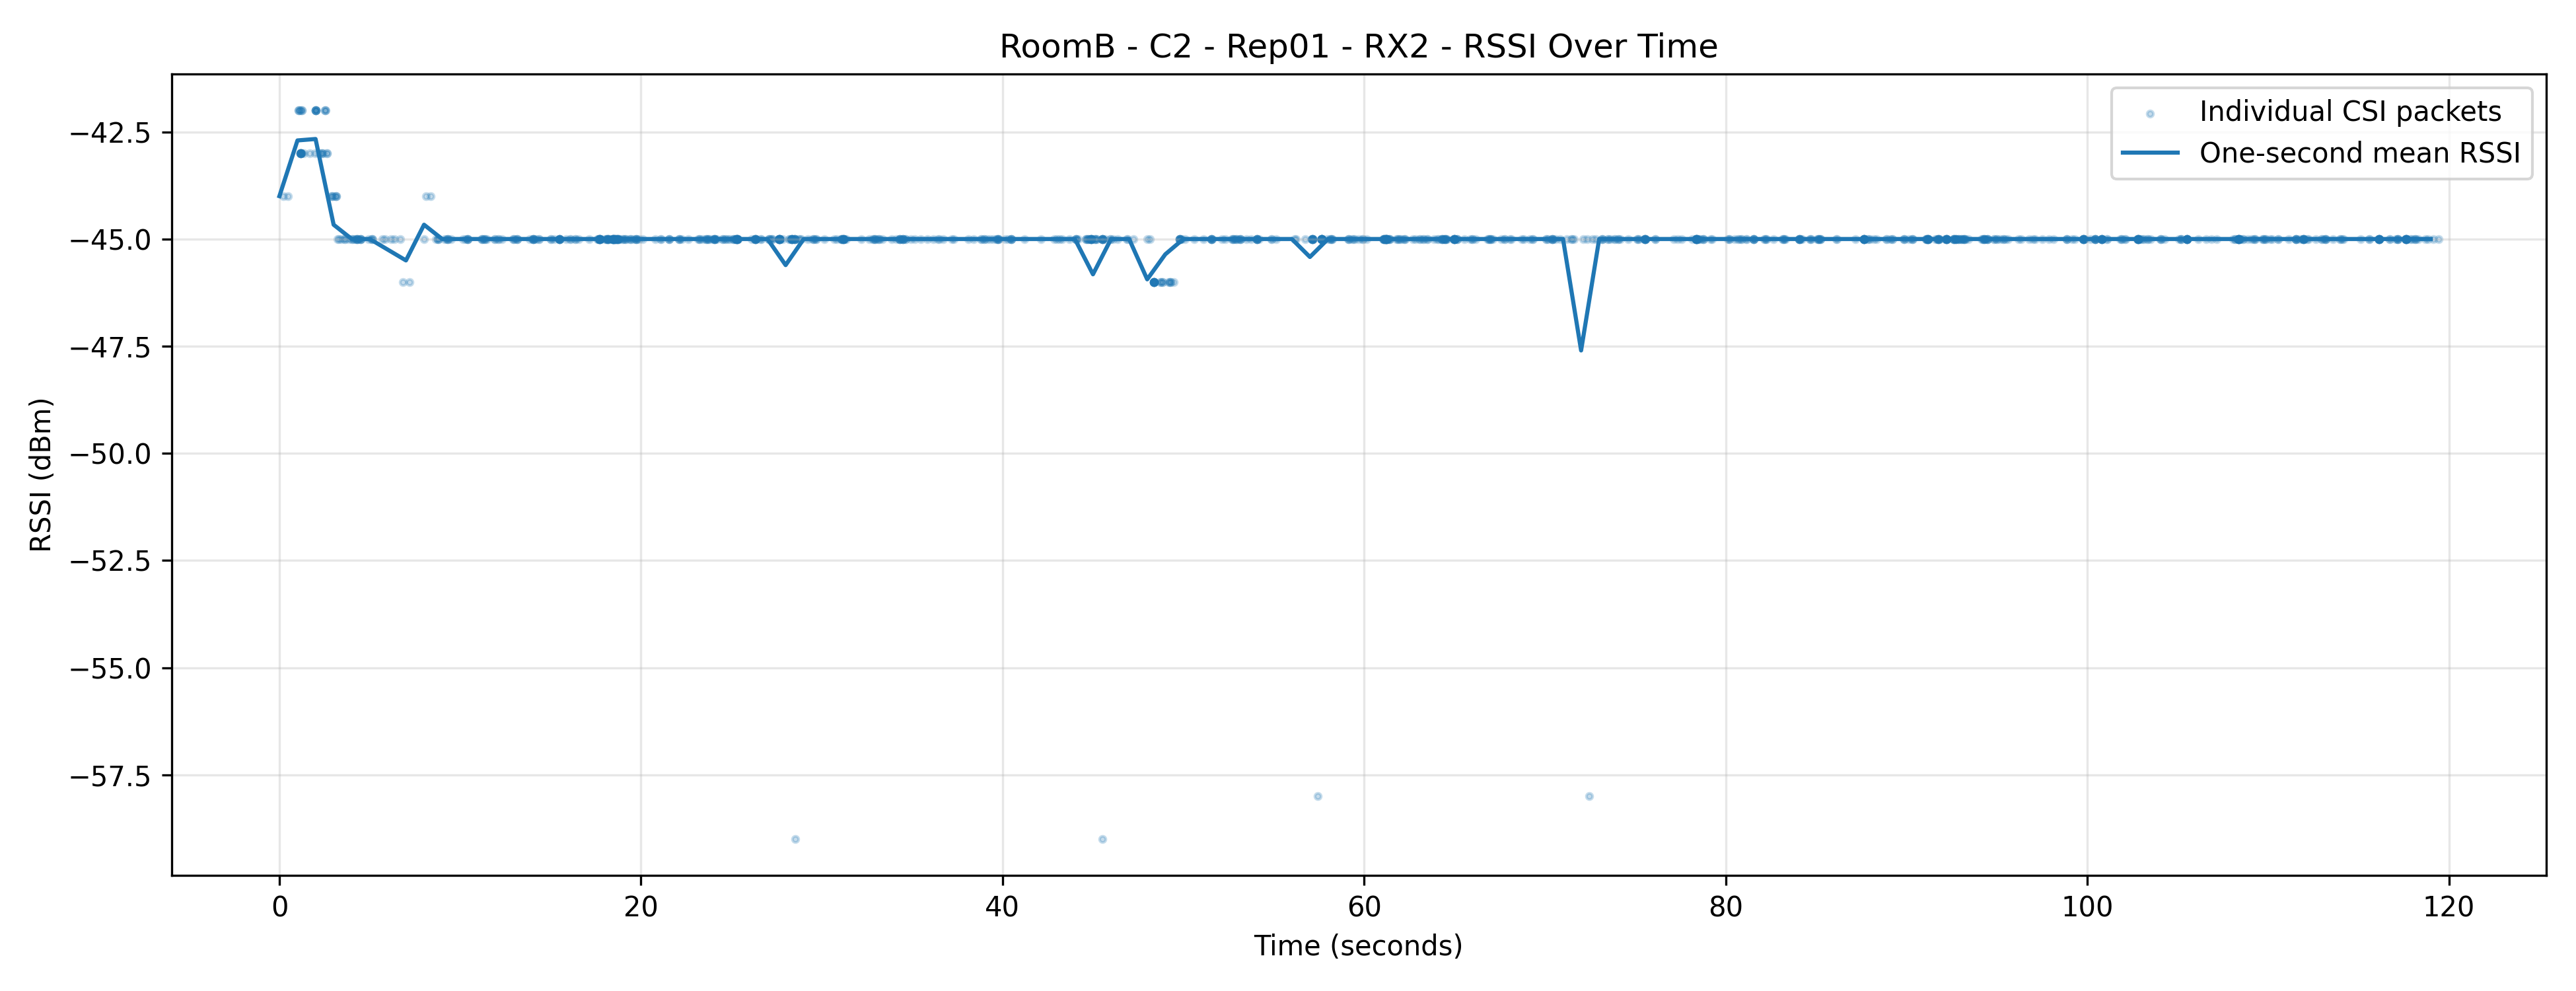 RoomB - C2 - Rep01 - RX2 - RSSI Over Time
Individual CSI packets
One-second mean RSSI
RSSI (dBm)
−42.5
−45.0
−47.5
−50.0
−52.5
−55.0
−57.5
0 20 40 60 80 100 120
Time (seconds)